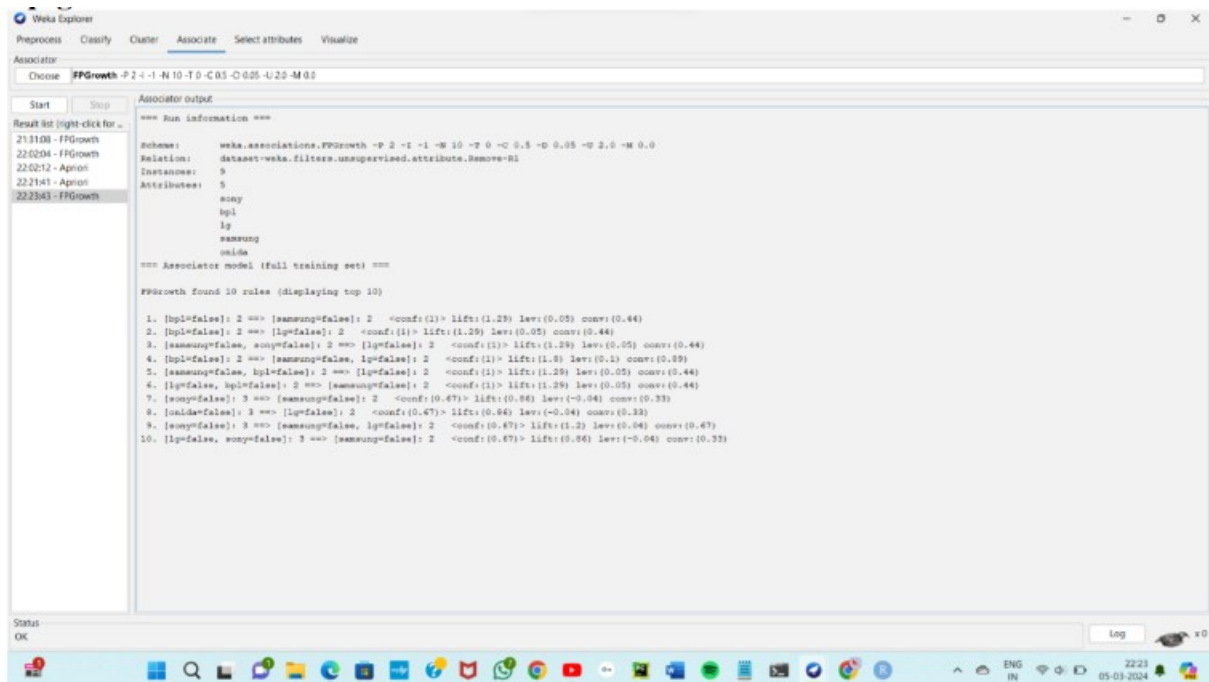 Weka Explorer
Preprocess Classify Cluster Associate Select attributes Visualize
Associator
Choose FPGrowth -P 2 -I -1 -N 10 -T 0 -C 0.5 -D 0.05 -U 2.0 -M 0.0
Start Stop
Result list (right-click for ...
21:31:08 - FPGrowth
22:02:04 - FPGrowth
22:02:12 - Apriori
22:21:41 - Apriori
22:23:43 - FPGrowth
Associator output
=== Run information ===
Scheme: weka.associations.FPGrowth -P 2 -I -1 -N 10 -T 0 -C 0.5 -D 0.05 -U 2.0 -M 0.0
Relation: dataset-weka.filters.unsupervised.attribute.Remove-R1
Instances: 9
Attributes: 5
sony
bpl
lg
samsung
onida
=== Associator model (full training set) ===
FPGrowth found 10 rules (displaying top 10)
1. [bpl=false]: 2 ==> [samsung=false]: 2 <conf:(1)> lift:(1.29) lev:(0.05) conv:(0.44)
2. [bpl=false]: 2 ==> [lg=false]: 2 <conf:(1)> lift:(1.29) lev:(0.05) conv:(0.44)
3. [samsung=false, sony=false]: 2 ==> [lg=false]: 2 <conf:(1)> lift:(1.29) lev:(0.05) conv:(0.44)
4. [bpl=false]: 2 ==> [samsung=false, lg=false]: 2 <conf:(1)> lift:(1.8) lev:(0.1) conv:(0.89)
5. [samsung=false, bpl=false]: 2 ==> [lg=false]: 2 <conf:(1)> lift:(1.29) lev:(0.05) conv:(0.44)
6. [lg=false, bpl=false]: 2 ==> [samsung=false]: 2 <conf:(1)> lift:(1.29) lev:(0.05) conv:(0.44)
7. [sony=false]: 3 ==> [samsung=false]: 2 <conf:(0.67)> lift:(0.86) lev:(-0.04) conv:(0.33)
8. [onida=false]: 3 ==> [lg=false]: 2 <conf:(0.67)> lift:(0.86) lev:(-0.04) conv:(0.33)
9. [sony=false]: 3 ==> [samsung=false, lg=false]: 2 <conf:(0.67)> lift:(1.2) lev:(0.04) conv:(0.67)
10. [lg=false, sony=false]: 3 ==> [samsung=false]: 2 <conf:(0.67)> lift:(0.86) lev:(-0.04) conv:(0.33)
Status
OK
Log x 0
ENG
IN
22:23
05-03-2024